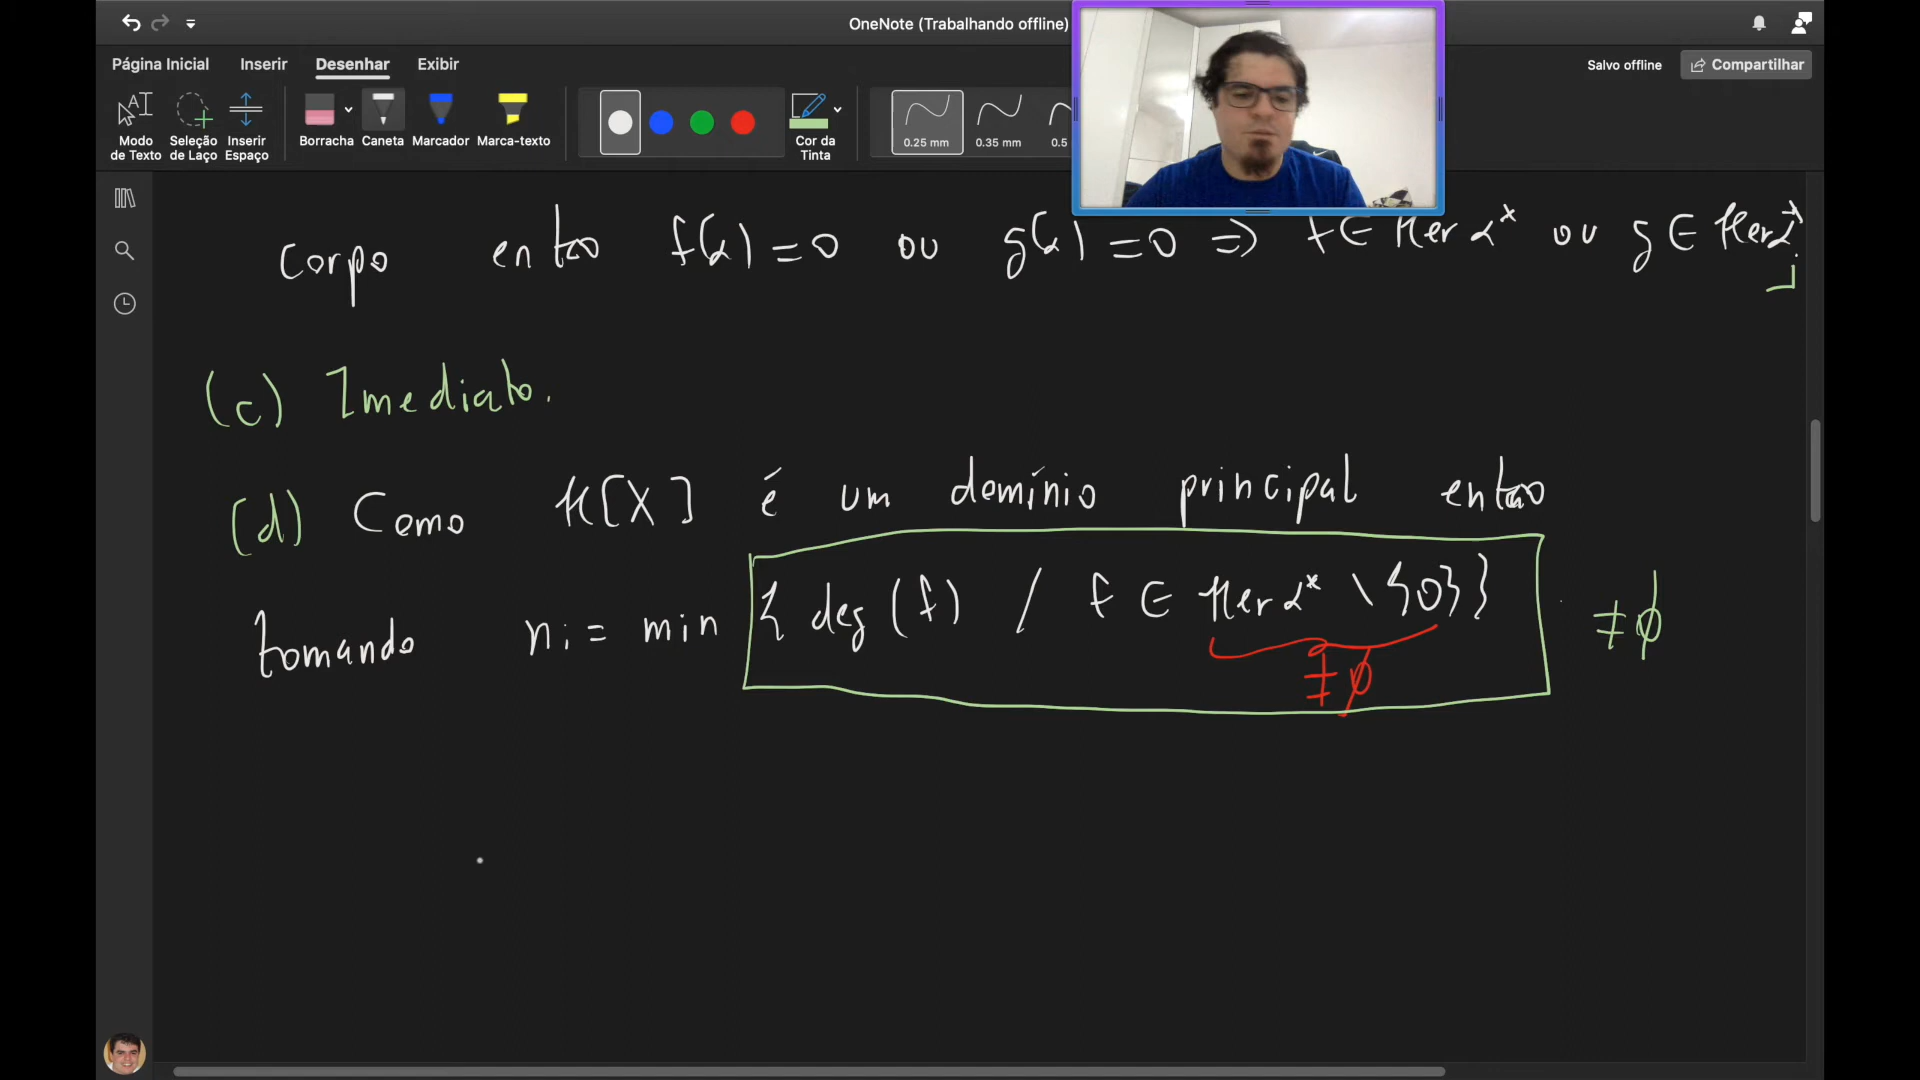 OneNote (Trabalhando offline)
Página Inicial Inserir Desenhar Exibir
Salvo offline Compartilhar
Modo de Texto
Seleção de Laço
Inserir Espaço
Borracha Caneta Marcador Marca-texto
Cor da Tinta
0.25 mm 0.35 mm 0.5
corpo então f(α)=0 ou g(α)=0 ⇒ f ∈ Ker α* ou g ∈ Ker α*.
(c) Imediato.
(d) Como K[X] é um domínio principal então
tomando n := min { deg(f) / f ∈ Ker α* \ {0}} ≠ ∅
≠ ∅